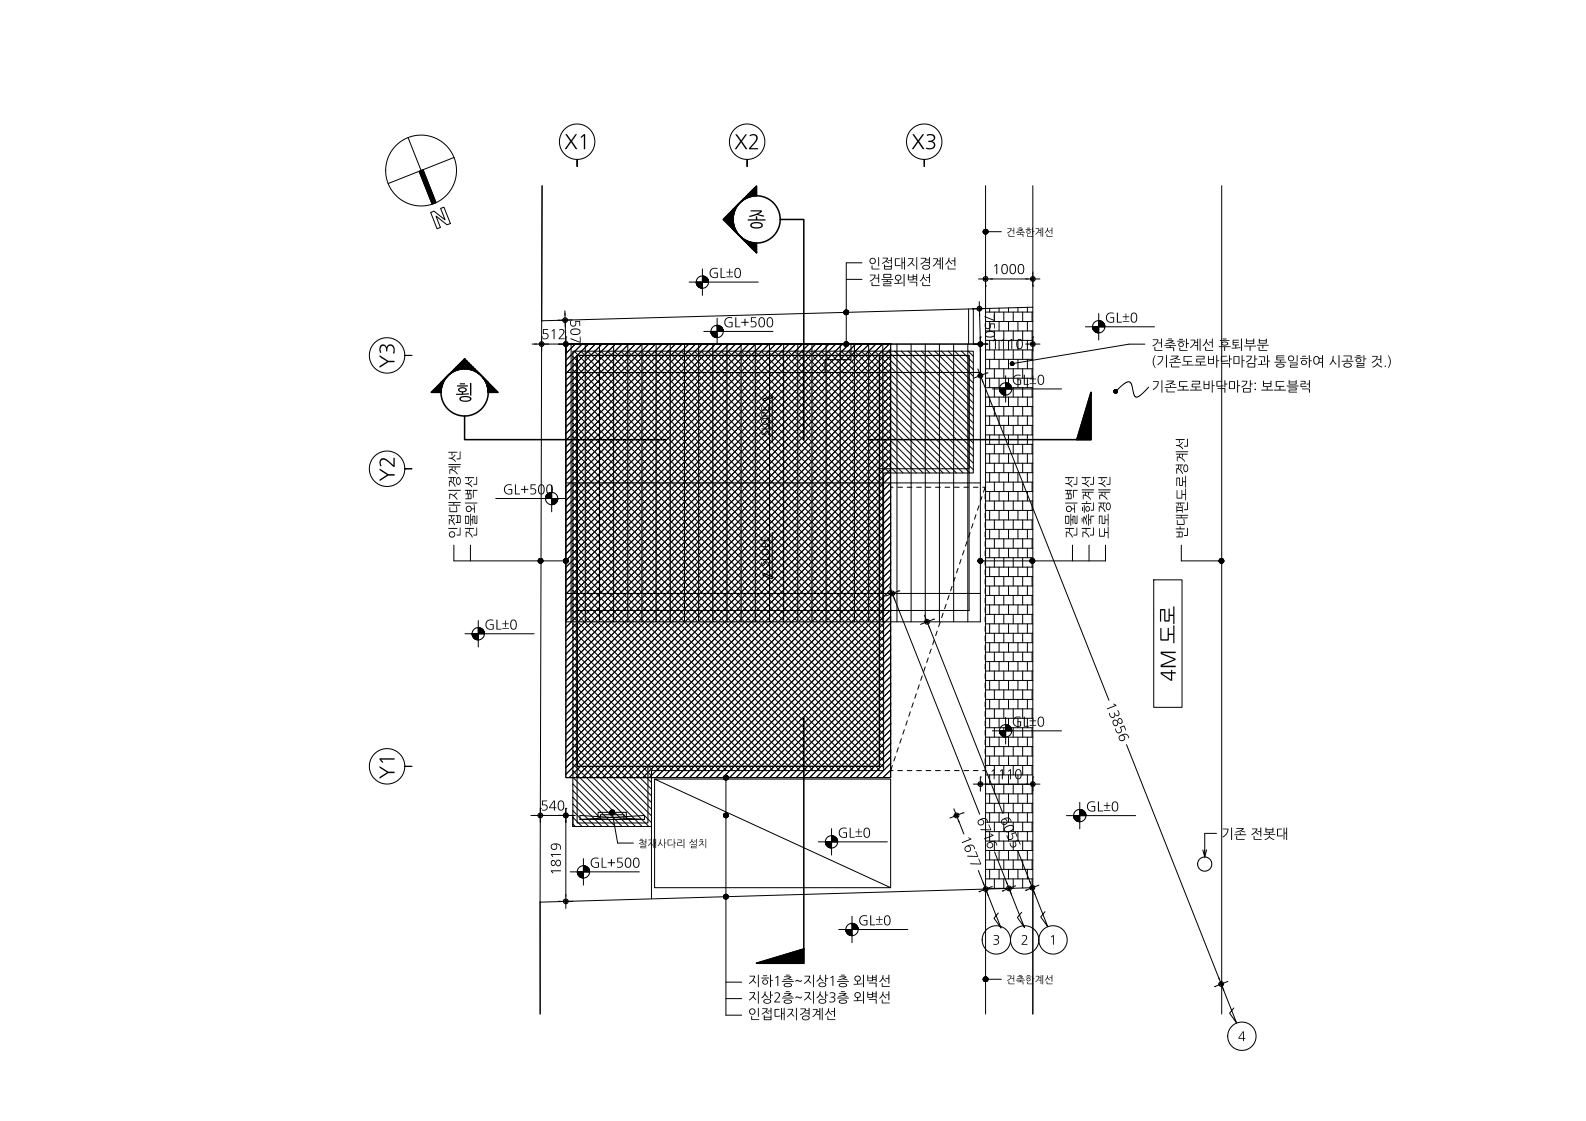 X1
X2
X3
N
종
건축한계선
인접대지경계선
1000
건물외벽선
GL±0
GL+500
GL±0
512
507
750
건축한계선 후퇴부분
(기존도로바닥마감과 통일하여 시공할 것.)
Y3
GL±0
기존도로바닥마감: 보도블럭
횡
Y2
GL+500
인접대지경계선
건물외벽선
건물외벽선
건축한계선
도로경계선
반대편도로경계선
4M 도로
GL±0
13856
GL±0
Y1
1110
540
GL±0
1677
6746
6055
기존 전봇대
GL±0
철재사다리 설치
1819
GL+500
GL±0
3
2
1
지하1층~지상1층 외벽선
건축한계선
지상2층~지상3층 외벽선
인접대지경계선
4